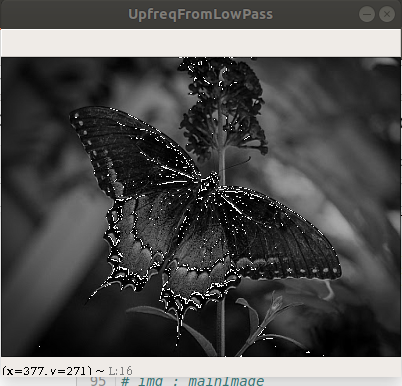 UpfreqFromLowPass
(x=377, y=271) ~ L:16
95 # img : mainImage